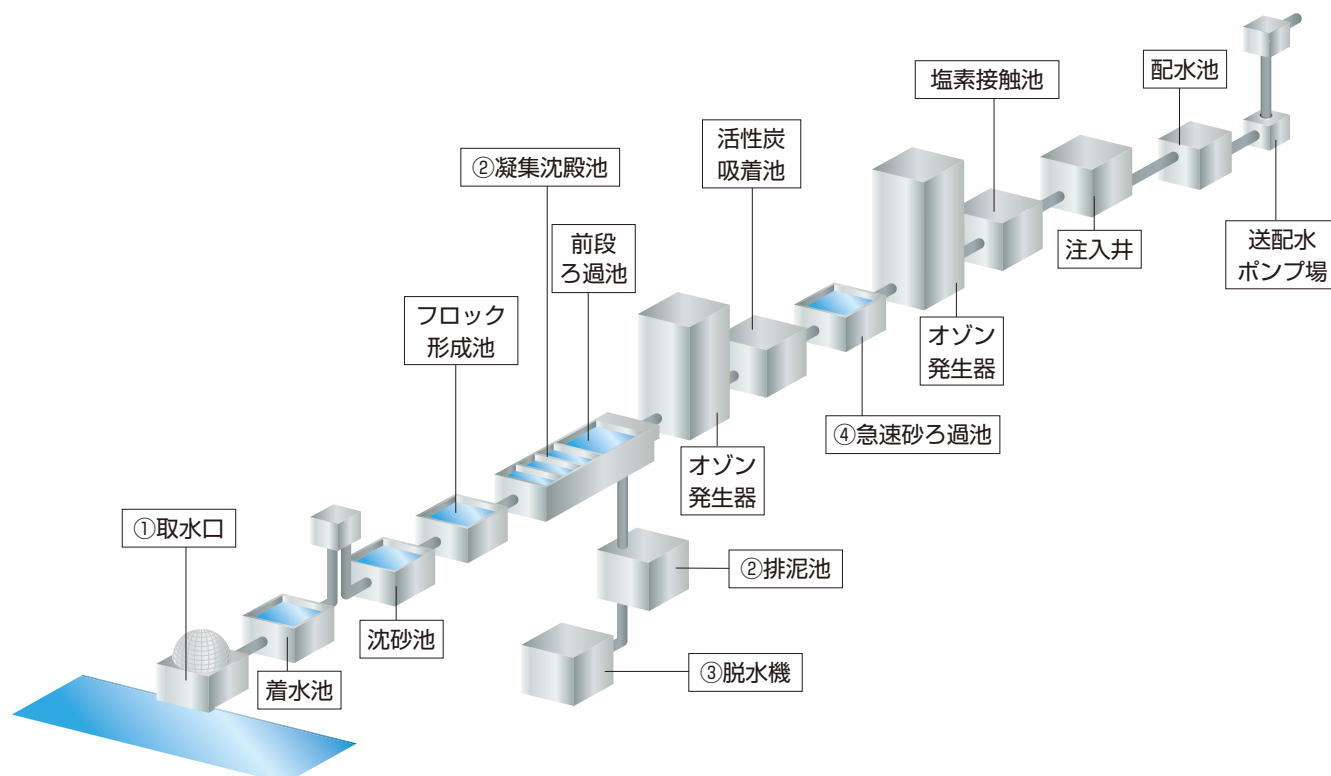 ①取水口
着水池
沈砂池
フロック
形成池
②凝集沈殿池
前段
ろ過池
②排泥池
③脱水機
オゾン
発生器
活性炭
吸着池
④急速砂ろ過池
オゾン
発生器
塩素接触池
注入井
配水池
送配水
ポンプ場